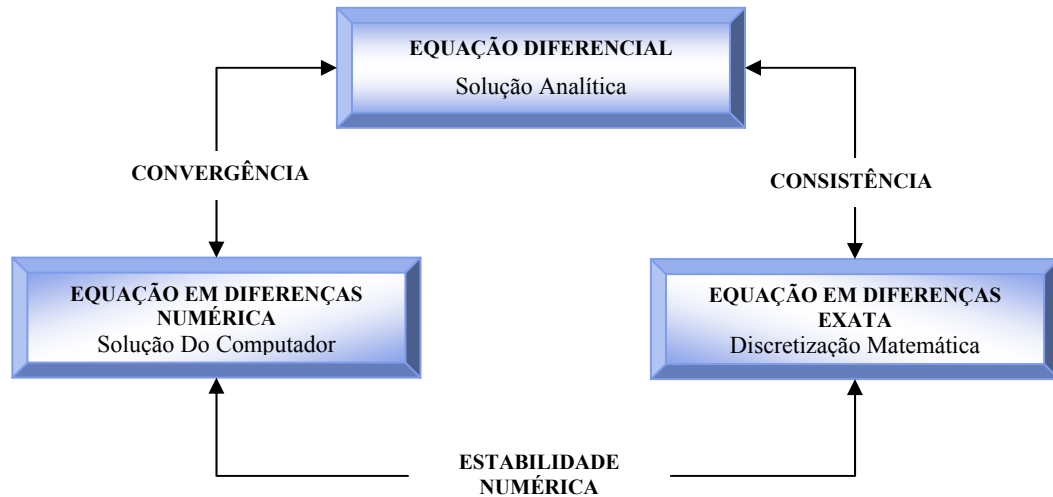 EQUAÇÃO DIFERENCIAL
Solução Analítica
CONVERGÊNCIA
CONSISTÊNCIA
EQUAÇÃO EM DIFERENÇAS
NUMÉRICA
Solução Do Computador
EQUAÇÃO EM DIFERENÇAS
EXATA
Discretização Matemática
ESTABILIDADE
NUMÉRICA